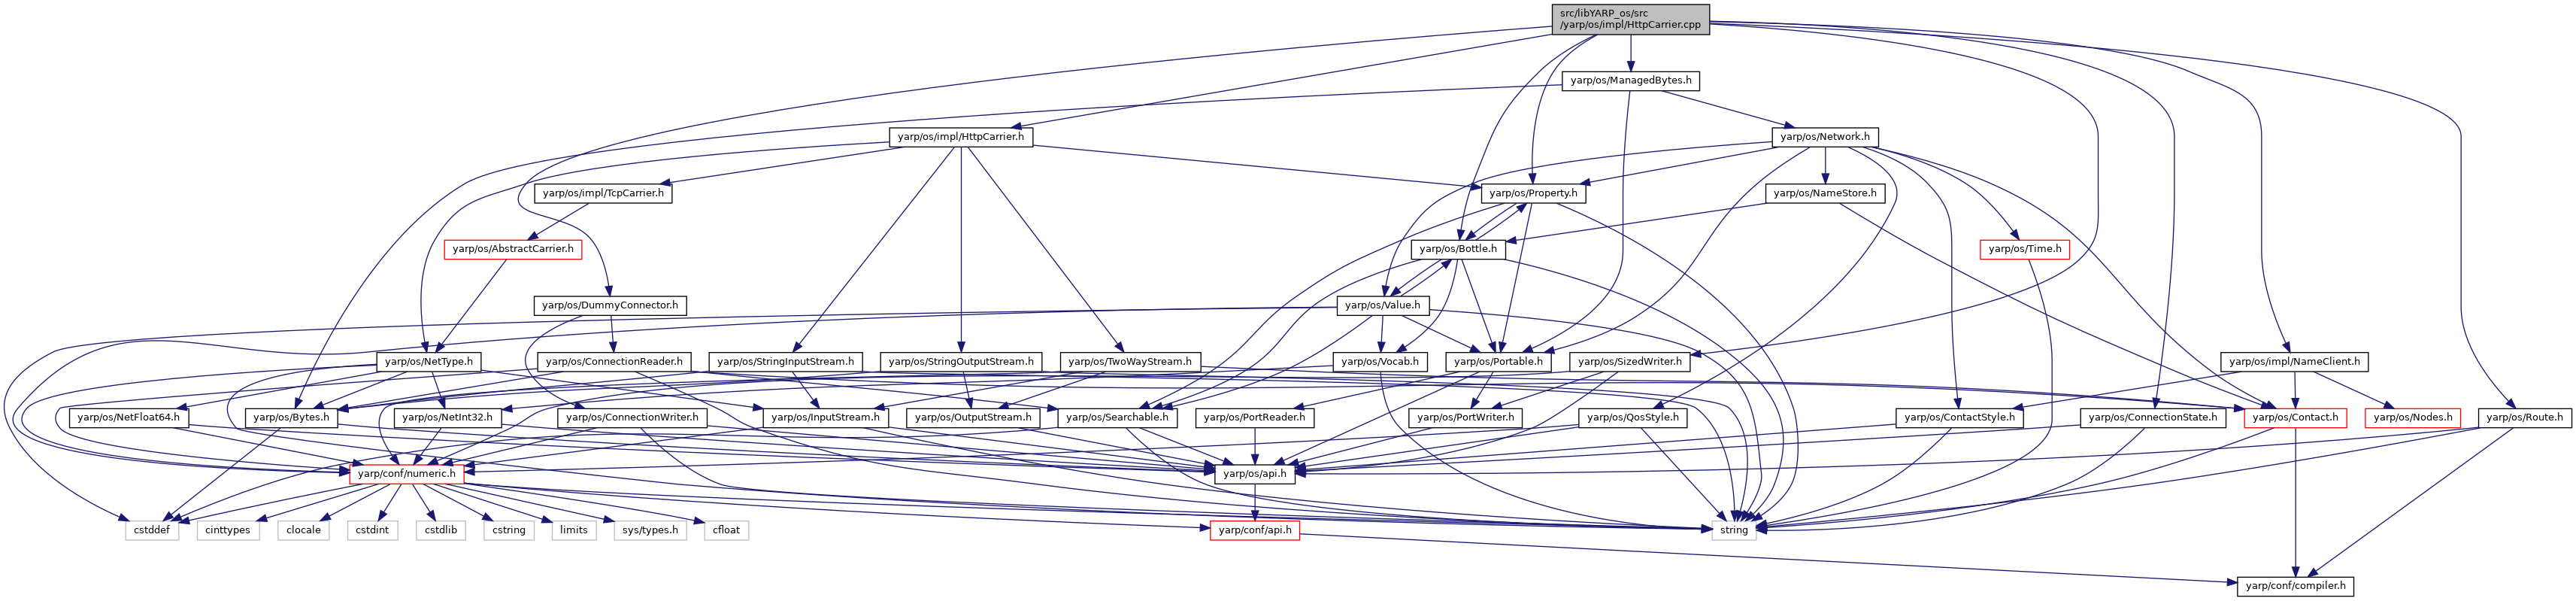 src/libYARP_os/src
/yarp/os/impl/HttpCarrier.cpp
yarp/os/ManagedBytes.h
yarp/os/impl/HttpCarrier.h
yarp/os/Network.h
yarp/os/impl/TcpCarrier.h
yarp/os/Property.h
yarp/os/NameStore.h
yarp/os/AbstractCarrier.h
yarp/os/Bottle.h
yarp/os/Time.h
yarp/os/DummyConnector.h
yarp/os/Value.h
yarp/os/NetType.h
yarp/os/ConnectionReader.h
yarp/os/StringInputStream.h
yarp/os/StringOutputStream.h
yarp/os/TwoWayStream.h
yarp/os/Vocab.h
yarp/os/Portable.h
yarp/os/SizedWriter.h
yarp/os/impl/NameClient.h
yarp/os/NetFloat64.h
yarp/os/Bytes.h
yarp/os/NetInt32.h
yarp/os/ConnectionWriter.h
yarp/os/InputStream.h
yarp/os/OutputStream.h
yarp/os/Searchable.h
yarp/os/PortReader.h
yarp/os/PortWriter.h
yarp/os/QosStyle.h
yarp/os/ContactStyle.h
yarp/os/ConnectionState.h
yarp/os/Contact.h
yarp/os/Nodes.h
yarp/os/Route.h
yarp/conf/numeric.h
yarp/os/api.h
cstddef
cinttypes
clocale
cstdint
cstdlib
cstring
limits
sys/types.h
cfloat
yarp/conf/api.h
string
yarp/conf/compiler.h